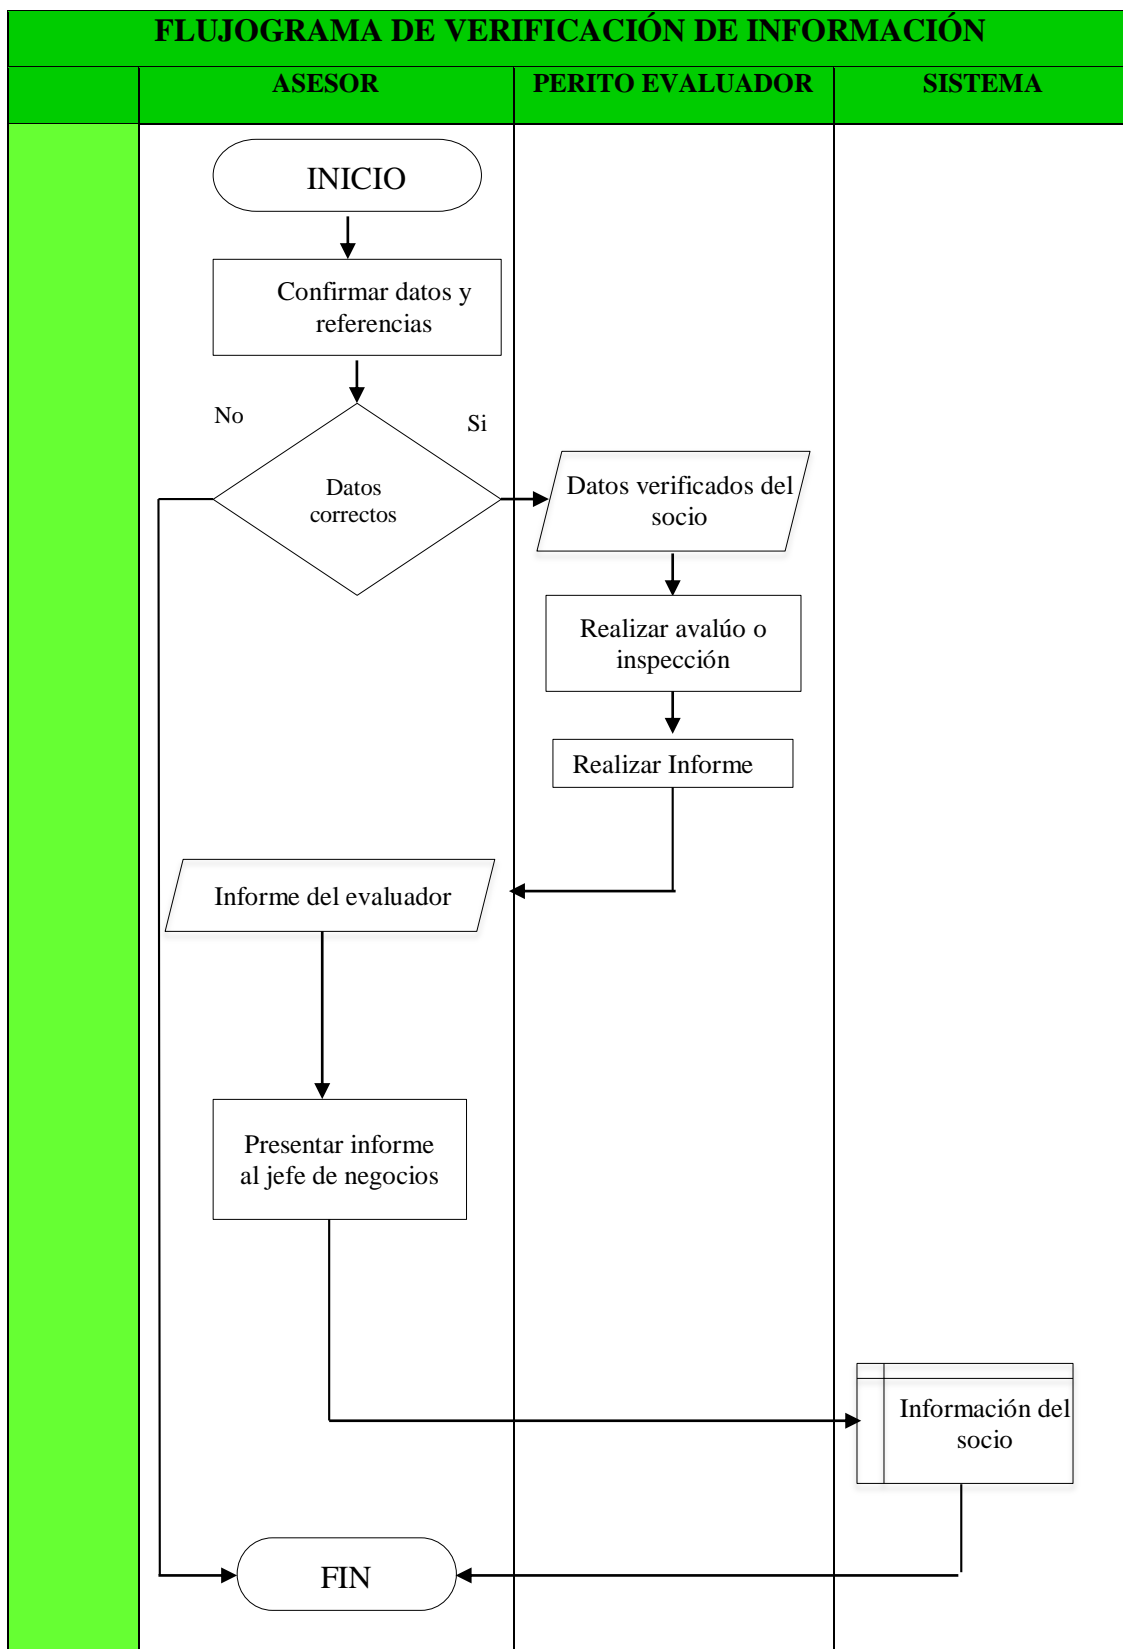 FLUJOGRAMA DE VERIFICACIÓN DE INFORMACIÓN
ASESOR
PERITO EVALUADOR
SISTEMA
INICIO
Confirmar datos y
referencias
No
Si
Datos
correctos
Datos verificados del
socio
Realizar avalúo o
inspección
Realizar Informe
Informe del evaluador
Presentar informe
al jefe de negocios
Información del
socio
FIN